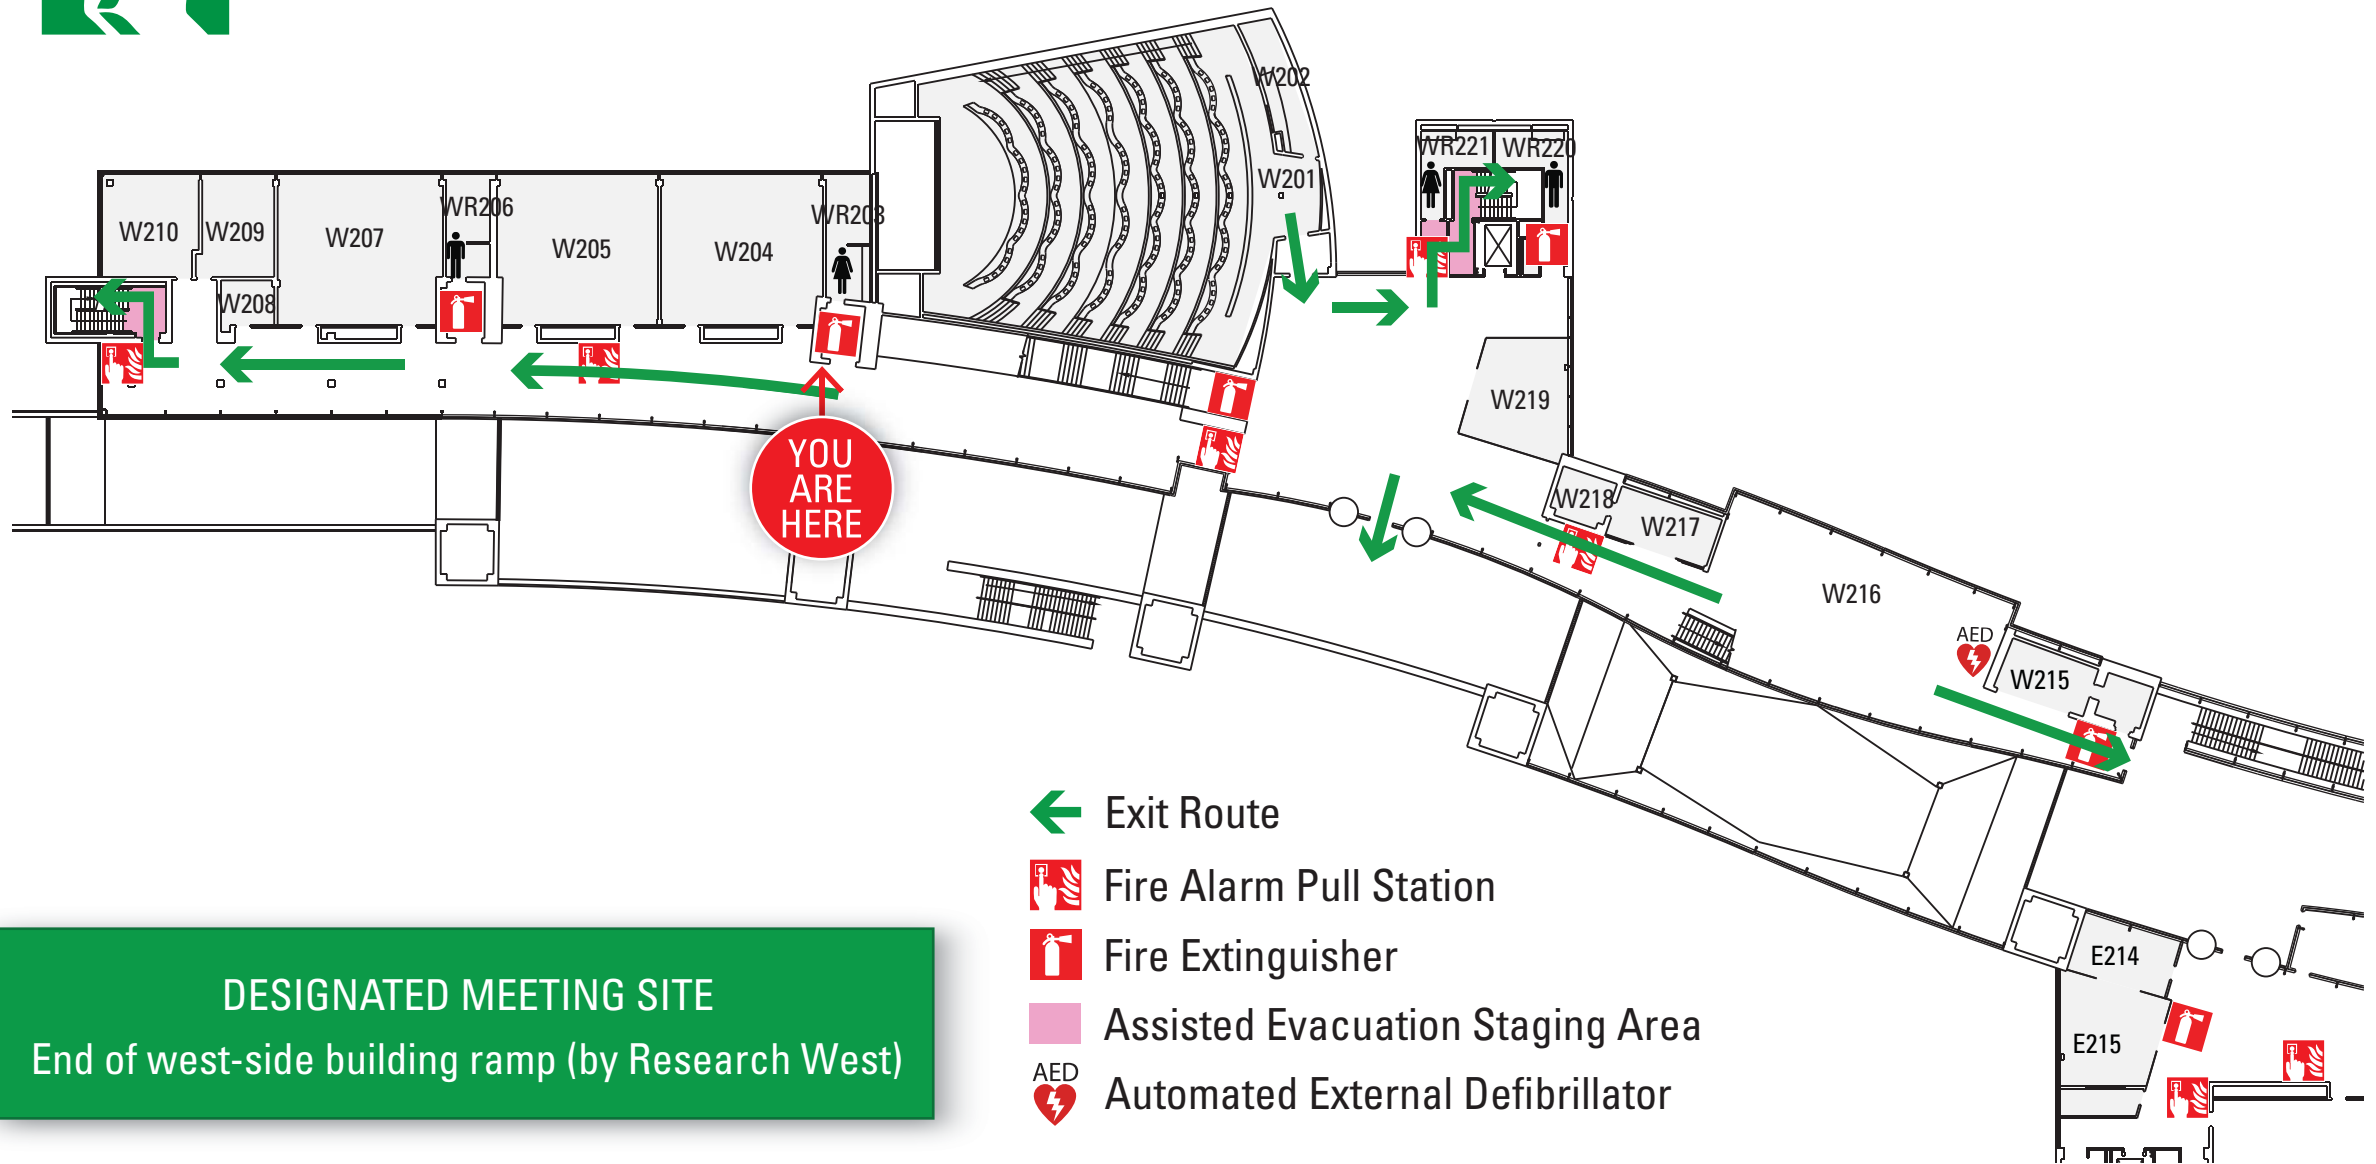 W202
WR221
WR220
W201
WR206
WR203
W210
W209
W207
W205
W204
W208
W219
YOU
ARE
HERE
W218
W217
W216
AED
W215
E214
E215
Exit Route
Fire Alarm Pull Station
Fire Extinguisher
Assisted Evacuation Staging Area
AED
Automated External Defibrillator
DESIGNATED MEETING SITE
End of west-side building ramp (by Research West)